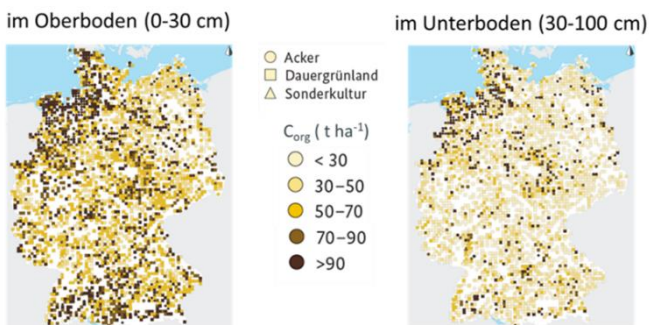 im Oberboden (0-30 cm)
im Unterboden (30-100 cm)
Acker
Dauergrünland
Sonderkultur
Corg ( t ha-1)
< 30
30–50
50–70
70–90
>90